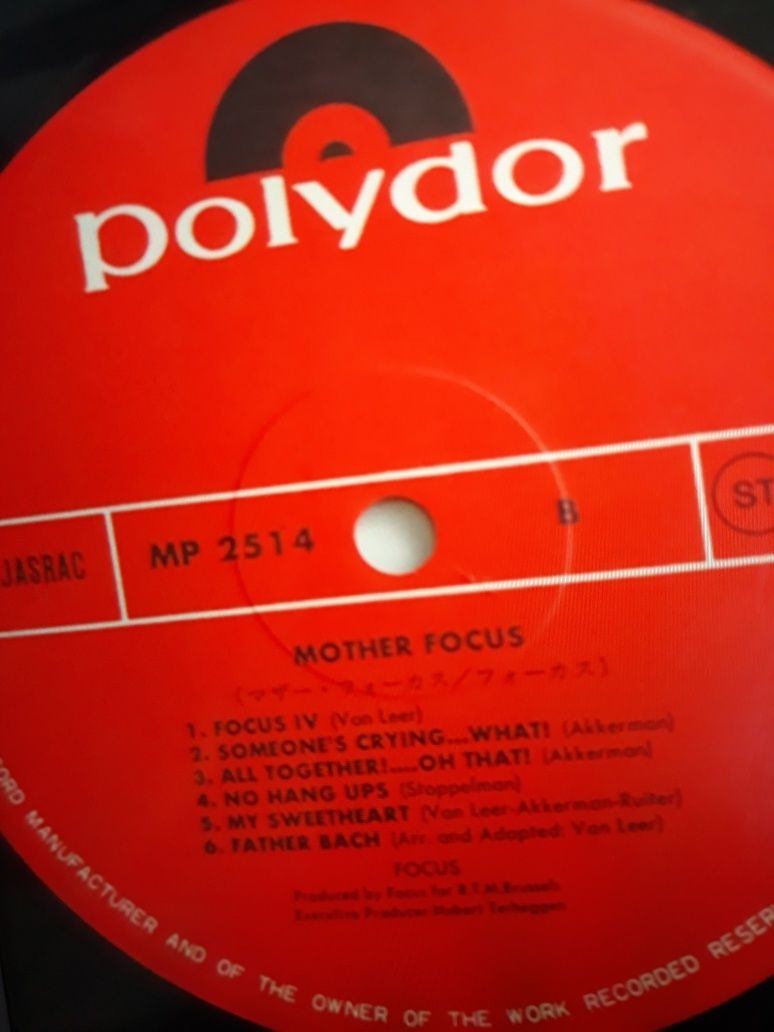 polydor
JASRAC
MP 2514
B
ST
MOTHER FOCUS
(マザー・フォーカス/フォーカス)
1. FOCUS IV (Van Leer)
2. SOMEONE'S CRYING...WHAT! (Akkerman)
3. ALL TOGETHER!....OH THAT! (Akkerman)
4. NO HANG UPS (Stoppelman)
5. MY SWEETHEART (Van Leer-Akkerman-Ruiter)
6. FATHER BACH (Arr. and Adapted: Van Leer)
FOCUS
Produced by Focus for R.T.M. Brussels
Executive Producer: Hubert Terheggen
ORD MANUFACTURER AND OF THE OWNER OF THE WORK RECORDED RESER